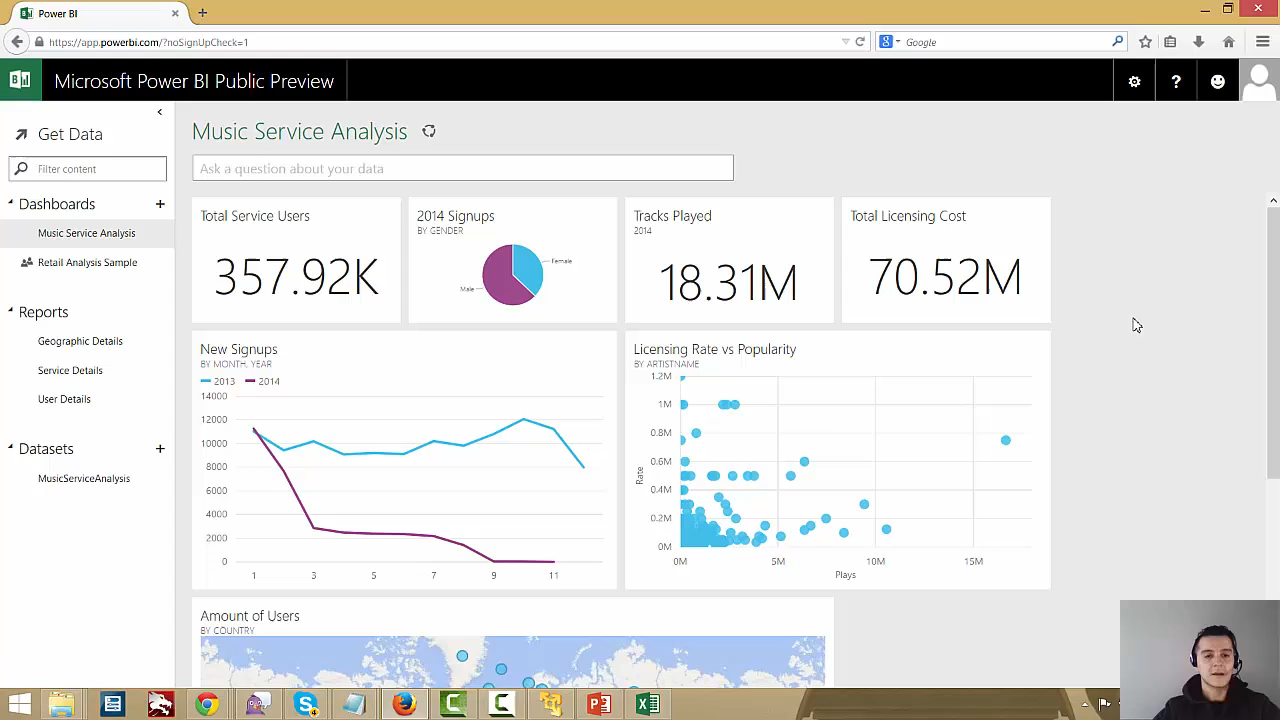 Power BI
https://app.powerbi.com/?noSignUpCheck=1
Google
Microsoft Power BI Public Preview
Get Data
Filter content
Dashboards
Music Service Analysis
Retail Analysis Sample
Reports
Geographic Details
Service Details
User Details
Datasets
MusicServiceAnalysis
Music Service Analysis
Ask a question about your data
Total Service Users
357.92K
2014 Signups
BY GENDER
Female
Male
Tracks Played
2014
18.31M
Total Licensing Cost
70.52M
New Signups
BY MONTH, YEAR
2013 2014
14000
12000
10000
8000
6000
4000
2000
0
1 3 5 7 9 11
Licensing Rate vs Popularity
BY ARTISTNAME
1.2M
1M
0.8M
0.6M
0.4M
0.2M
0M
Rate
0M 5M 10M 15M
Plays
Amount of Users
BY COUNTRY